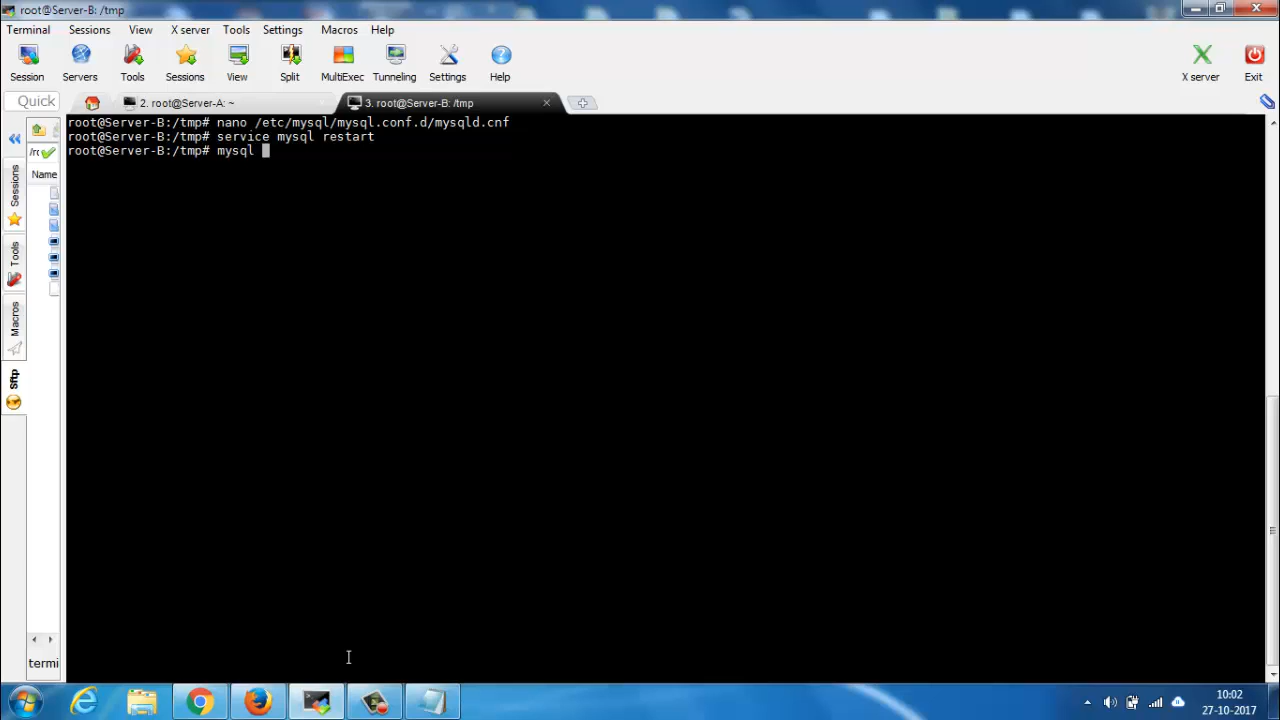 root@Server-B: /tmp
Terminal Sessions View X server Tools Settings Macros Help
Session Servers Tools Sessions View Split MultiExec Tunneling Settings Help X server Exit
Quick
2. root@Server-A: ~
3. root@Server-B: /tmp
root@Server-B:/tmp# nano /etc/mysql/mysql.conf.d/mysqld.cnf
root@Server-B:/tmp# service mysql restart
root@Server-B:/tmp# mysql
Name
Sessions
Tools
Macros
Sftp
termi
10:02
27-10-2017